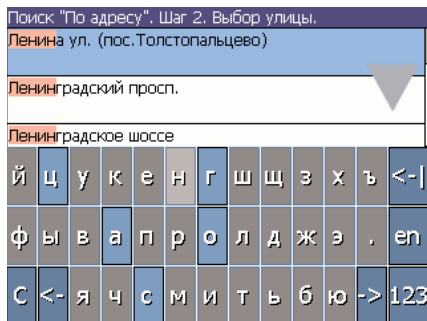 Поиск "По адресу". Шаг 2. Выбор улицы.
Ленина ул. (пос.Толстопальцево)
Ленинградский просп.
Ленинградское шоссе
й ц у к е н г ш щ з х ъ <-|
ф ы в а п р о л д ж э . en
C <- я ч с м и т ь б ю -> 123